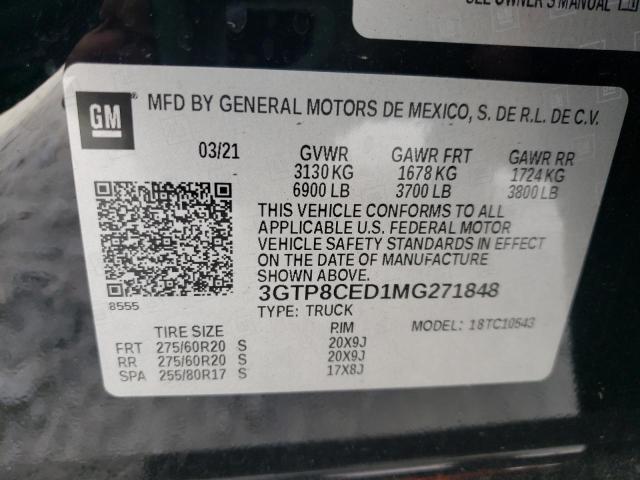 SEE OWNER'S MANUAL
GM
MFD BY GENERAL MOTORS DE MEXICO, S. DE R.L. DE C.V.
03/21 GVWR GAWR FRT GAWR RR
3130 KG 1678 KG 1724 KG
6900 LB 3700 LB 3800 LB
THIS VEHICLE CONFORMS TO ALL
APPLICABLE U.S. FEDERAL MOTOR
VEHICLE SAFETY STANDARDS IN EFFECT
ON THE DATE OF MANUFACTURE
SHOWN ABOVE.
3GTP8CED1MG271848
8555
TYPE: TRUCK MODEL: 18TC10543
TIRE SIZE RIM
FRT 275/60R20 S 20X9J
RR 275/60R20 S 20X9J
SPA 255/80R17 S 17X8J